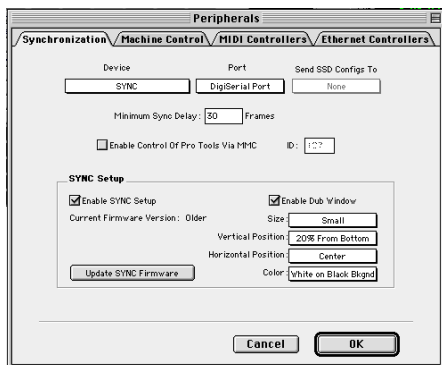 Peripherals
Synchronization Machine Control MIDI Controllers Ethernet Controllers
Device Port Send SSD Configs To
SYNC DigiSerial Port None
Minimum Sync Delay: 30 Frames
Enable Control Of Pro Tools Via MMC ID: 127
SYNC Setup
Enable SYNC Setup Enable Dub Window
Current Firmware Version: Older Size: Small
Vertical Position: 20% From Bottom
Horizontal Position: Center
Update SYNC Firmware Color: White on Black Bkgnd
Cancel OK